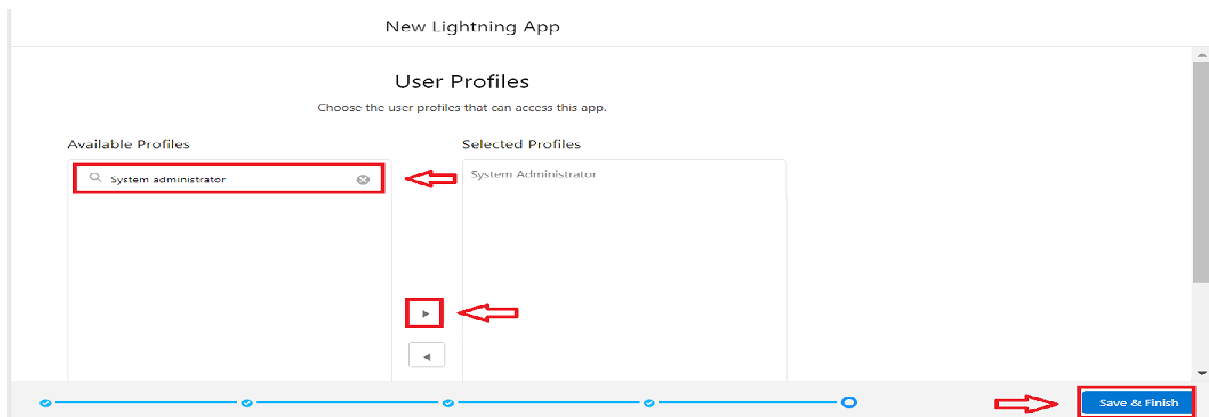 New Lightning App
User Profiles
Choose the user profiles that can access this app.
Available Profiles
Selected Profiles
System administrator
System Administrator
Save & Finish